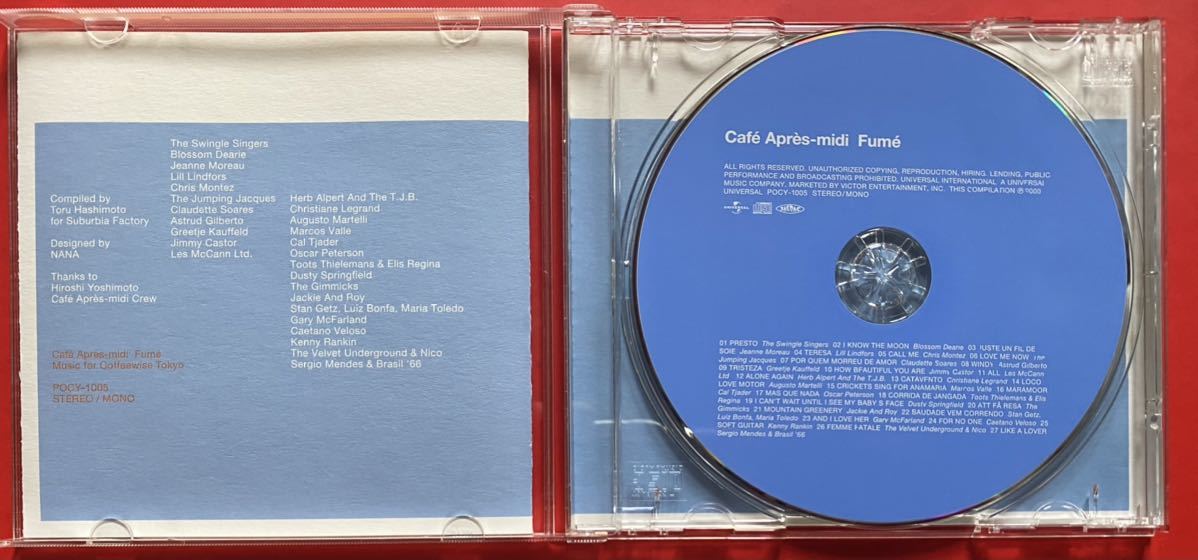 The Swingle Singers
Blossom Dearie
Jeanne Moreau
Lill Lindfors
Chris Montez
The Jumping Jacques
Claudette Soares
Astrud Gilberto
Greetje Kauffeld
Jimmy Castor
Les McCann Ltd.
Herb Alpert And The T.J.B.
Christiane Legrand
Augusto Martelli
Marcos Valle
Cal Tjader
Oscar Peterson
Toots Thielemans & Elis Regina
Dusty Springfield
The Gimmicks
Jackie And Roy
Stan Getz, Luiz Bonfa, Maria Toledo
Gary McFarland
Caetano Veloso
Kenny Rankin
The Velvet Underground & Nico
Sergio Mendes & Brasil '66
Compiled by
Toru Hashimoto
for Suburbia Factory
Designed by
NANA
Thanks to
Hiroshi Yoshimoto
Café Après-midi Crew
Café Après-midi Fumé
Music for Coffeewise Tokyo
POCY-1005
STEREO / MONO
Café Après-midi Fumé
ALL RIGHTS RESERVED. UNAUTHORIZED COPYING, REPRODUCTION, HIRING, LENDING, PUBLIC
PERFORMANCE AND BROADCASTING PROHIBITED. UNIVERSAL INTERNATIONAL, A UNIVERSAL
MUSIC COMPANY. MARKETED BY VICTOR ENTERTAINMENT, INC. THIS COMPILATION ℗2000
UNIVERSAL POCY-1005 STEREO/MONO
UNIVERSAL
01 PRESTO The Swingle Singers 02 I KNOW THE MOON Blossom Dearie 03 JUSTE UN FIL DE
SOIE Jeanne Moreau 04 TERESA Lill Lindfors 05 CALL ME Chris Montez 06 LOVE ME NOW The
Jumping Jacques 07 POR QUEM MORREU DE AMOR Claudette Soares 08 WINDY Astrud Gilberto
09 TRISTEZA Greetje Kauffeld 10 HOW BEAUTIFUL YOU ARE Jimmy Castor 11 ALL Les McCann
Ltd 12 ALONE AGAIN Herb Alpert And The T.J.B. 13 CATAVENTO Christiane Legrand 14 LOCO
LOVE MOTOR Augusto Martelli 15 CRICKETS SING FOR ANAMARIA Marcos Valle 16 MARAMOOR
Cal Tjader 17 MAS QUE NADA Oscar Peterson 18 CORRIDA DE JANGADA Toots Thielemans & Elis
Regina 19 I CAN'T WAIT UNTIL I SEE MY BABY'S FACE Dusty Springfield 20 ATT FÅ RESA The
Gimmicks 21 MOUNTAIN GREENERY Jackie And Roy 22 SAUDADE VEM CORRENDO Stan Getz,
Luiz Bonfa, Maria Toledo 23 AND I LOVE HER Gary McFarland 24 FOR NO ONE Caetano Veloso 25
SOFT GUITAR Kenny Rankin 26 FEMME FATALE The Velvet Underground & Nico 27 LIKE A LOVER
Sergio Mendes & Brasil '66